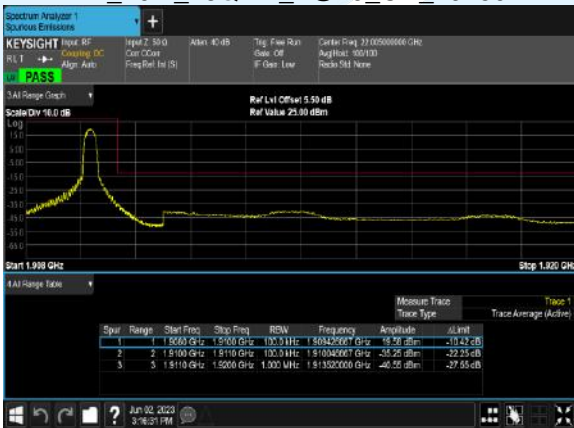 Spectrum Analyzer 1
Spurious Emissions
+
KEYSIGHT Input: RF
Coupling: DC
Align: Auto
RLT
Input Z: 50 Ω
Corr CCorr
Freq Ref: Int (S)
Atten: 40 dB
Trig: Free Run
Gate: Off
IF Gain: Low
Center Freq: 22.005000000 GHz
Avg|Hold: 100/100
Radio Std: None
PASS
3.All Range Graph
Scale/Div 10.0 dB
Ref Lvl Offset 5.50 dB
Ref Value 25.00 dBm
Log
15.0
5.00
-5.00
-15.0
-25.0
-35.0
-45.0
-55.0
-65.0
Start 1.908 GHz
Stop 1.920 GHz
4.All Range Table
Measure Trace Trace 1
Trace Type Trace Average (Active)
Spur Range Start Freq Stop Freq RBW Frequency Amplitude ΔLimit
1 1 1.9080 GHz 1.9100 GHz 100.0 kHz 19.58 dBm -10.42 dB
2 2 1.9100 GHz 1.9110 GHz 100.0 kHz 1.910046667 GHz -35.25 dBm -22.25 dB
3 3 1.9110 GHz 1.9200 GHz 1.000 MHz 1.913520000 GHz -40.55 dBm -27.55 dB
?
Jun 02, 2023
3:16:31 PM